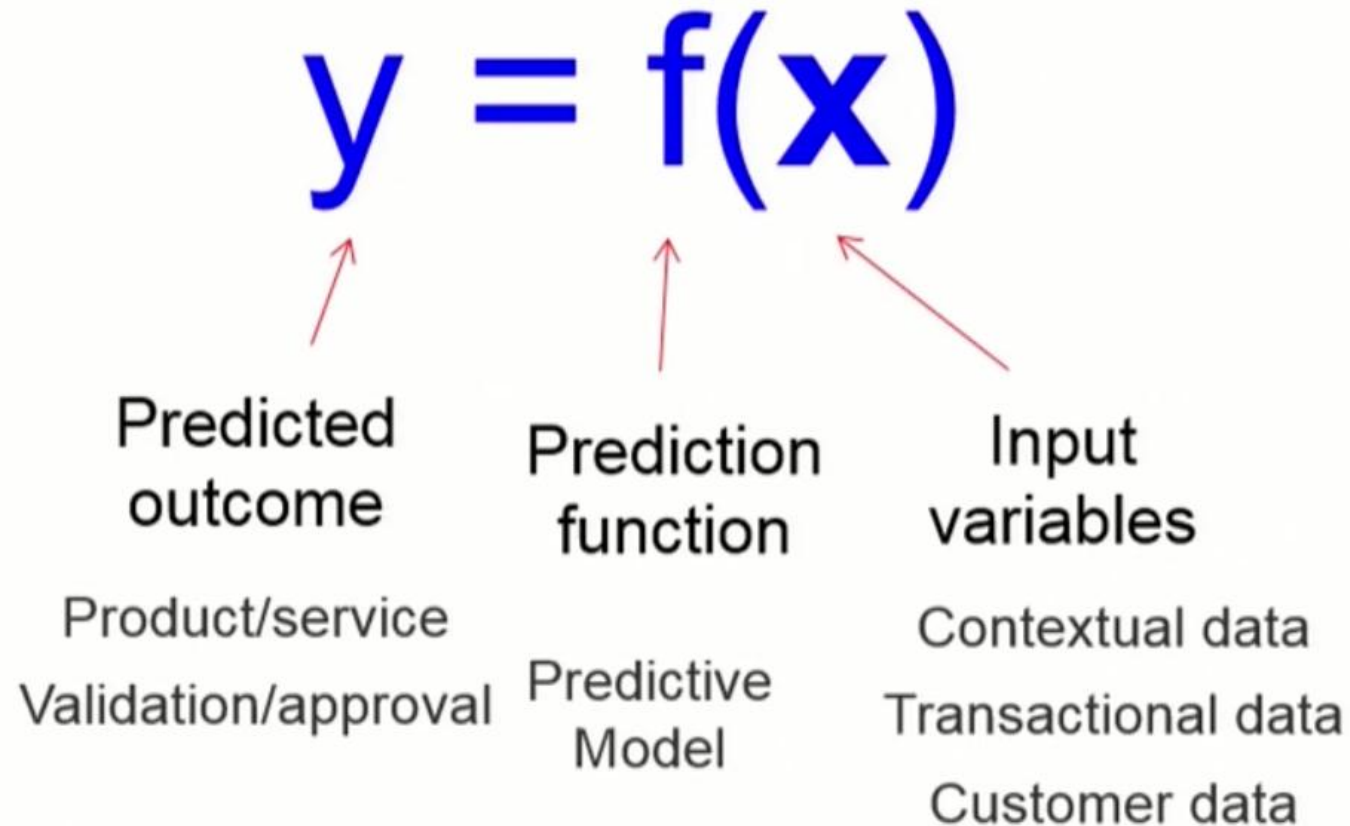 y = f(x)
Predicted
outcome
Product/service
Validation/approval
Prediction
function
Predictive
Model
Input
variables
Contextual data
Transactional data
Customer data